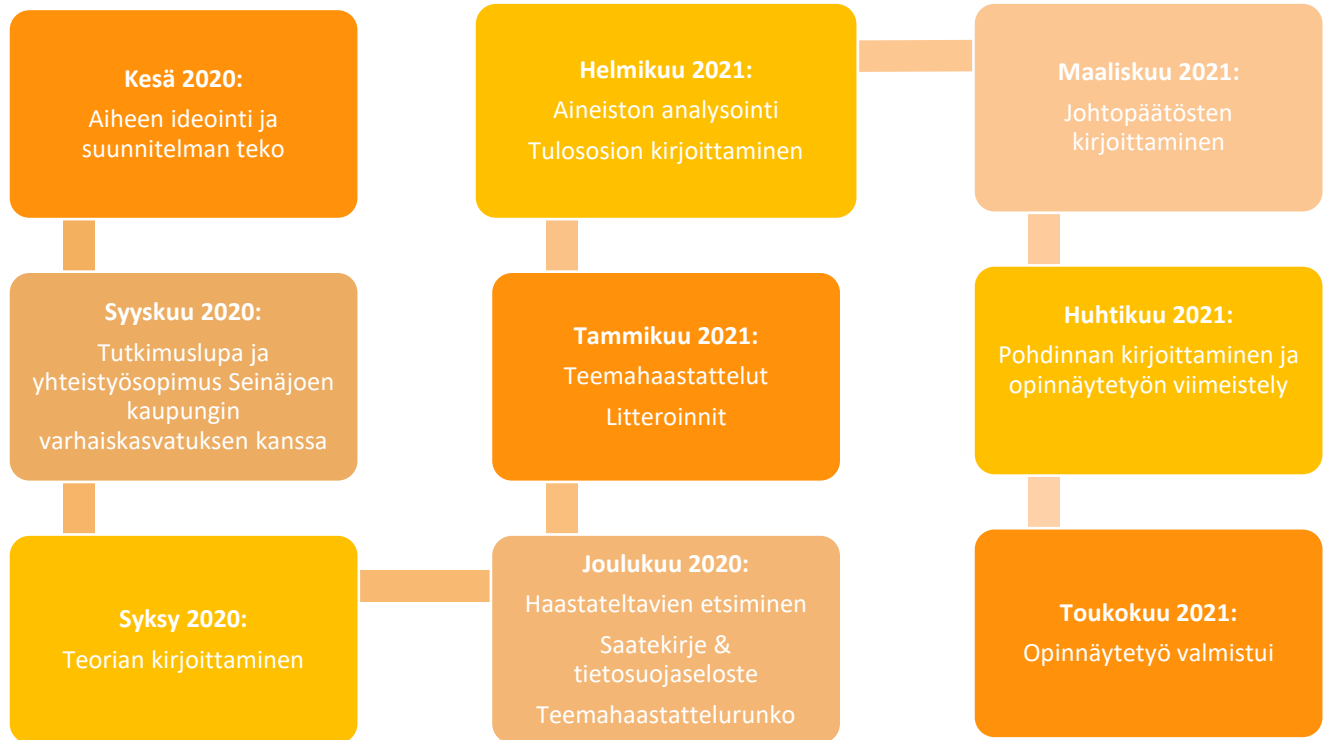 Kesä 2020:
Aiheen ideointi ja
suunnitelman teko
Syyskuu 2020:
Tutkimuslupa ja
yhteistyösopimus Seinäjoen
kaupungin
varhaiskasvatuksen kanssa
Syksy 2020:
Teorian kirjoittaminen
Joulukuu 2020:
Haastateltavien etsiminen
Saatekirje &
tietosuojaseloste
Teemahaastattelurunko
Tammikuu 2021:
Teemahaastattelut
Litteroinnit
Helmikuu 2021:
Aineiston analysointi
Tulososion kirjoittaminen
Maaliskuu 2021:
Johtopäätösten
kirjoittaminen
Huhtikuu 2021:
Pohdinnan kirjoittaminen ja
opinnäytetyön viimeistely
Toukokuu 2021:
Opinnäytetyö valmistui